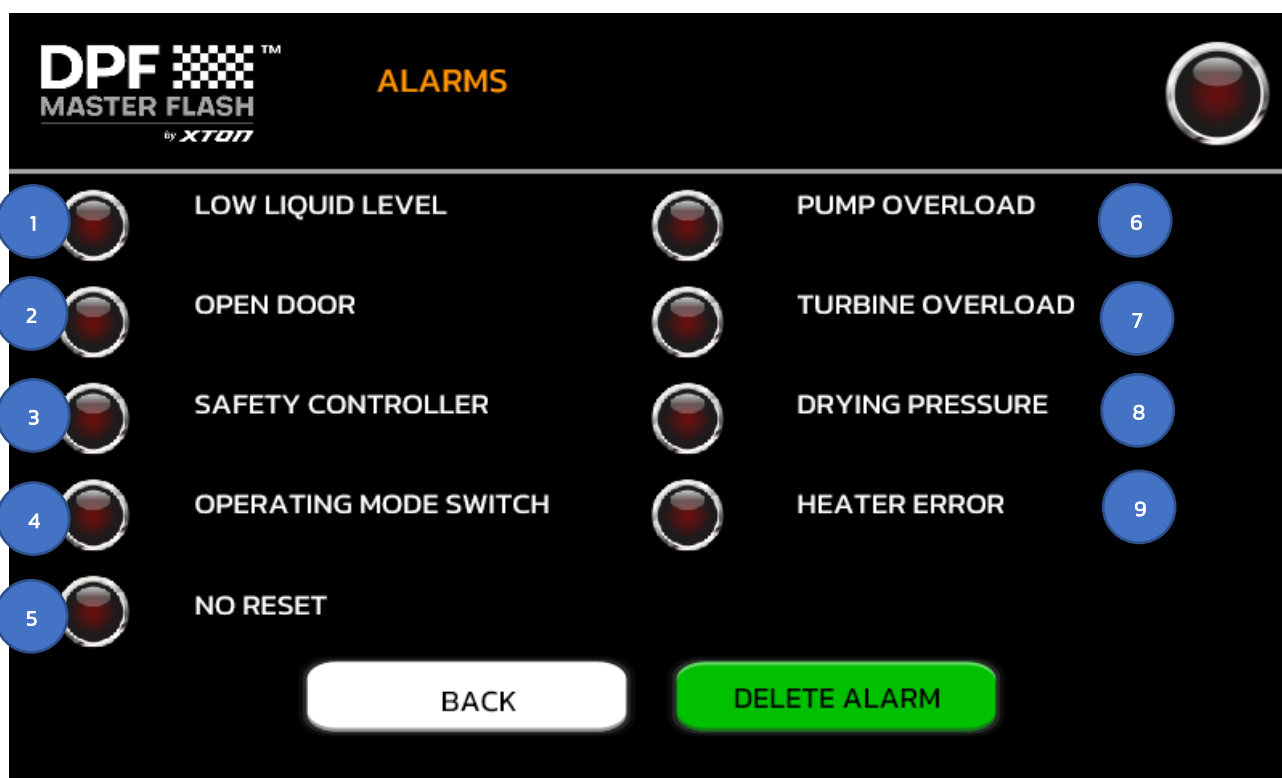 DPF ™
MASTER FLASH
by XTON
ALARMS
1 LOW LIQUID LEVEL
PUMP OVERLOAD 6
2 OPEN DOOR
TURBINE OVERLOAD 7
3 SAFETY CONTROLLER
DRYING PRESSURE 8
4 OPERATING MODE SWITCH
HEATER ERROR 9
5 NO RESET
BACK
DELETE ALARM